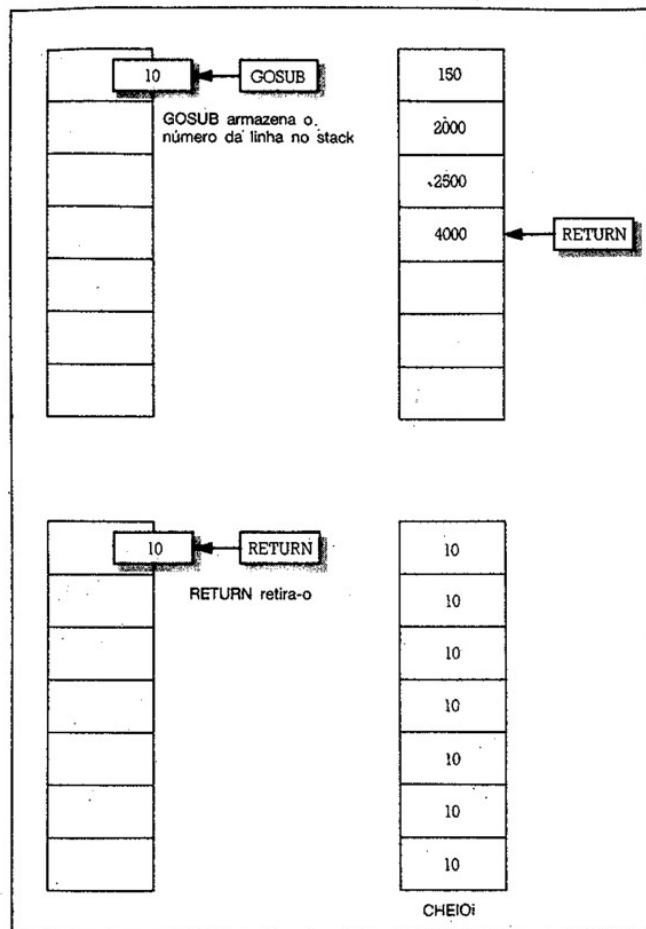 10
GOSUB
GOSUB armazena o
número da linha no stack
150
2000
2500
4000
RETURN
10
RETURN
RETURN retira-o
10
10
10
10
10
10
10
CHEIO¡